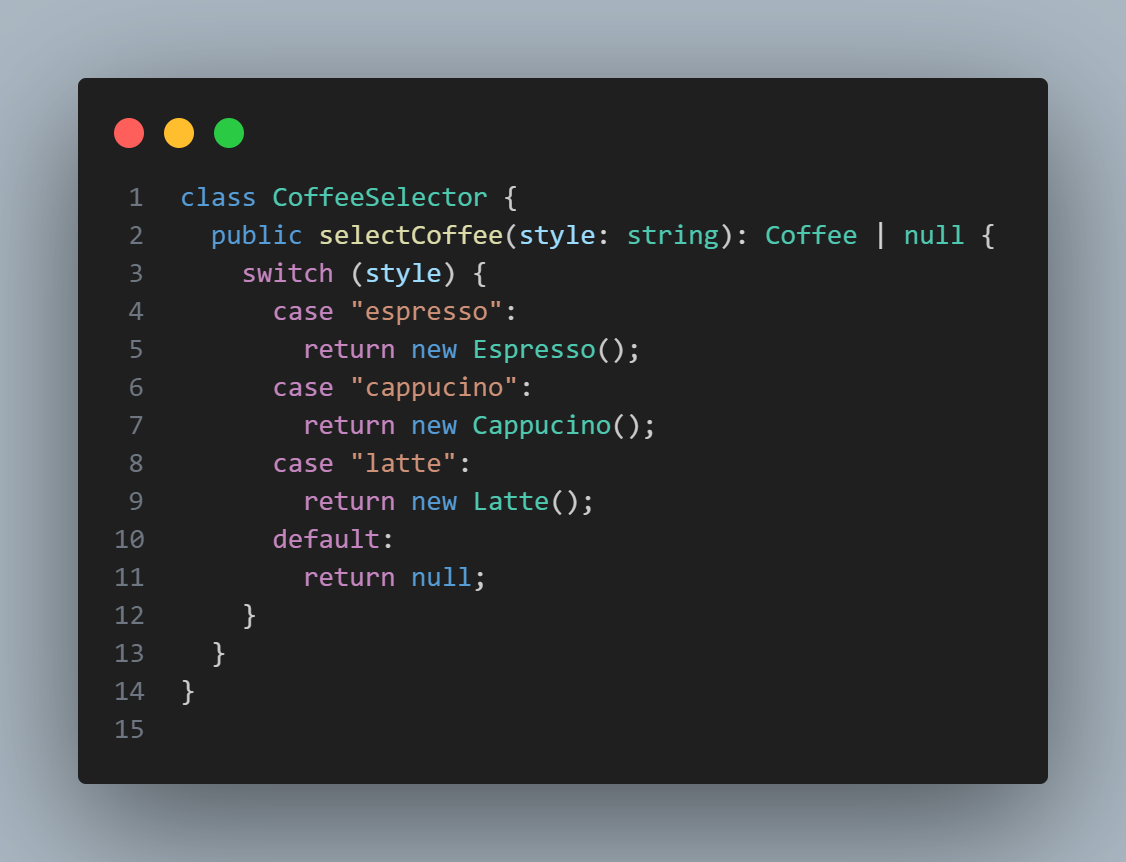 1 class CoffeeSelector {
2   public selectCoffee(style: string): Coffee | null {
3     switch (style) {
4       case "espresso":
5         return new Espresso();
6       case "cappucino":
7         return new Cappucino();
8       case "latte":
9         return new Latte();
10       default:
11         return null;
12     }
13   }
14 }
15